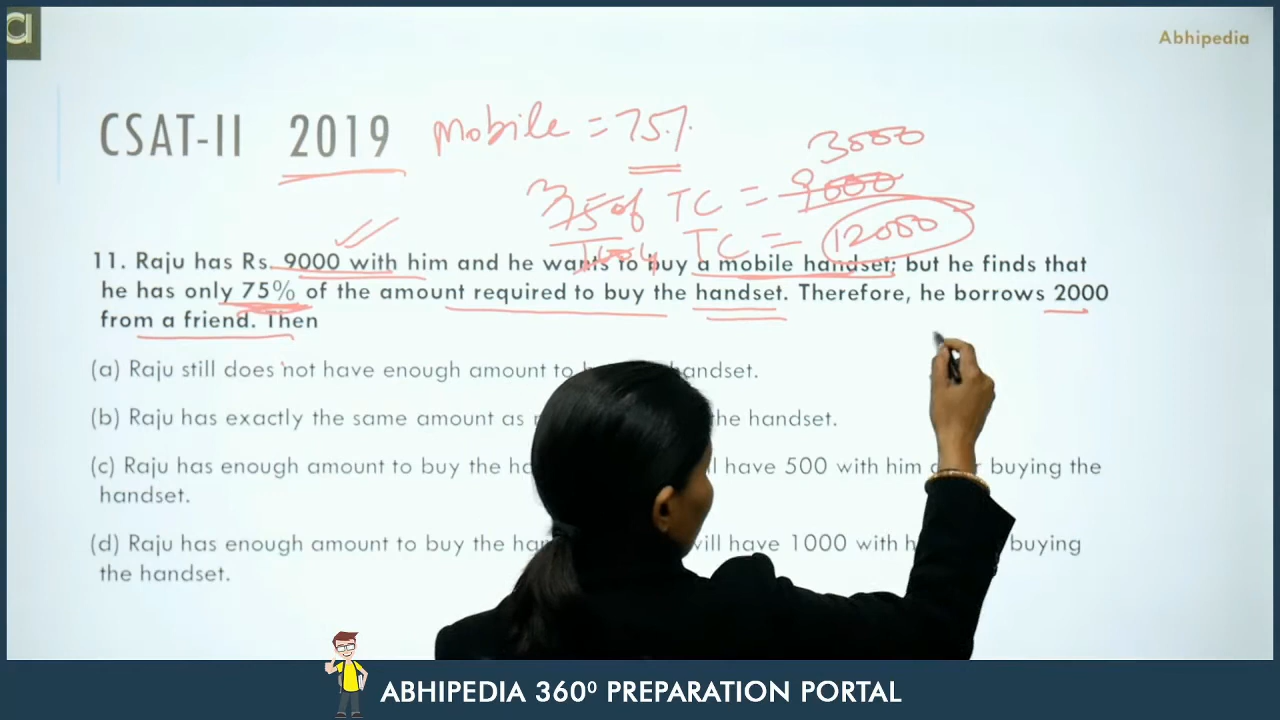 Abhipedia
CSAT-II 2019
mobile = 75%
3000
75 of TC = 9000
TC = 12000
11. Raju has Rs. 9000 with him and he wants to buy a mobile handset; but he finds that
he has only 75% of the amount required to buy the handset. Therefore, he borrows 2000
from a friend. Then
(a) Raju still does not have enough amount to handset.
(b) Raju has exactly the same amount as the handset.
(c) Raju has enough amount to buy the have 500 with him buying the
handset.
(d) Raju has enough amount to buy the will have 1000 with buying
the handset.
ABHIPEDIA 360⁰ PREPARATION PORTAL